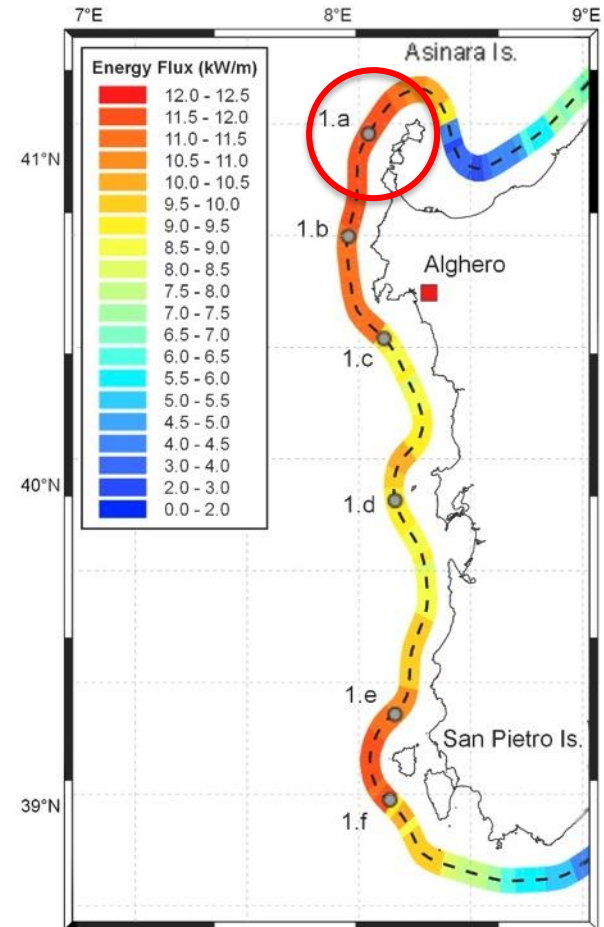 7°E 8°E 9°E
Asinara Is.
Energy Flux (kW/m)
12.0 - 12.5
11.5 - 12.0
11.0 - 11.5
10.5 - 11.0
10.0 - 10.5
9.5 - 10.0
9.0 - 9.5
8.5 - 9.0
8.0 - 8.5
7.5 - 8.0
7.0 - 7.5
6.5 - 7.0
6.0 - 6.5
5.5 - 6.0
5.0 - 5.5
4.5 - 5.0
4.0 - 4.5
3.0 - 4.0
2.0 - 3.0
0.0 - 2.0
1.a
41°N
1.b
Alghero
1.c
40°N
1.d
1.e
San Pietro Is.
39°N
1.f